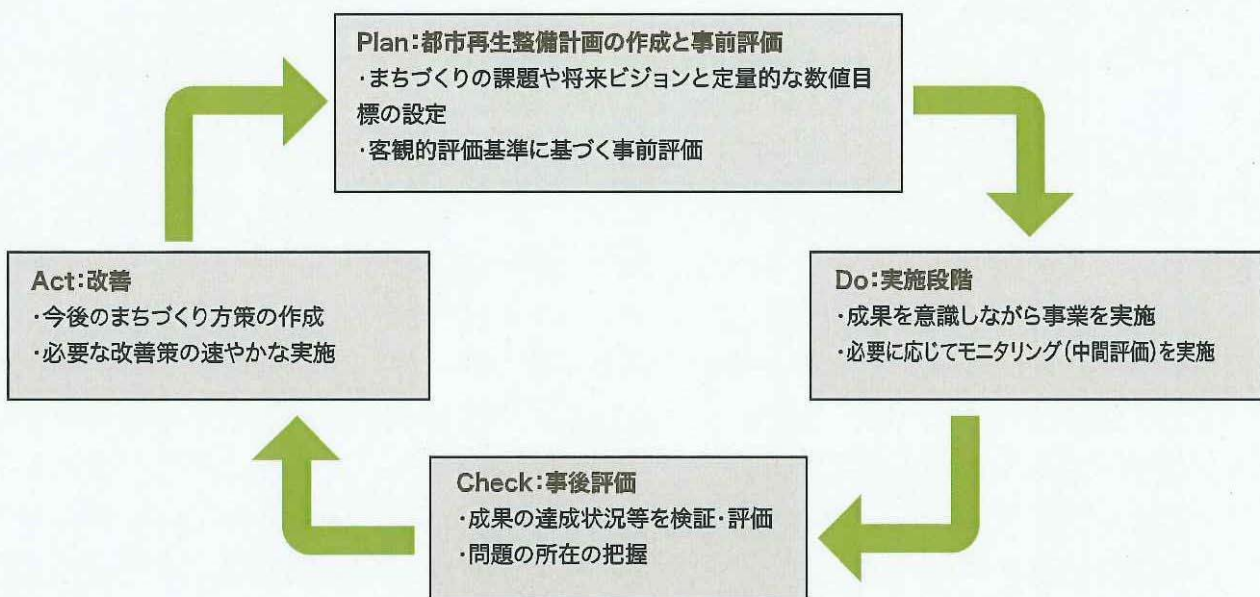 Plan:都市再生整備計画の作成と事前評価
・まちづくりの課題や将来ビジョンと定量的な数値目
標の設定
・客観的評価基準に基づく事前評価
Act:改善
・今後のまちづくり方策の作成
・必要な改善策の速やかな実施
Do:実施段階
・成果を意識しながら事業を実施
・必要に応じてモニタリング(中間評価)を実施
Check:事後評価
・成果の達成状況等を検証・評価
・問題の所在の把握